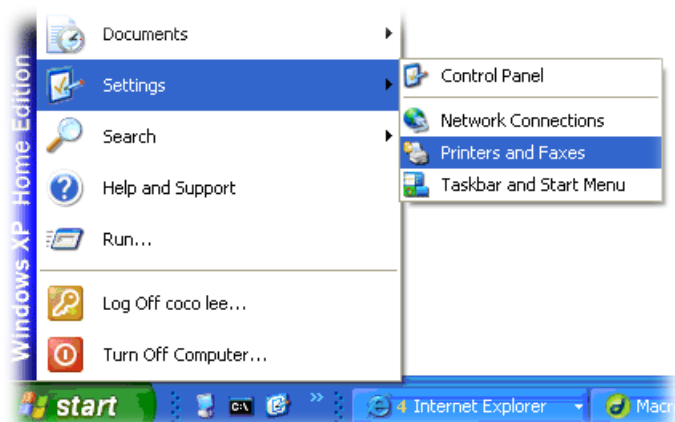 Documents
Settings
Search
Help and Support
Run...
Log Off coco lee...
Turn Off Computer...
Control Panel
Network Connections
Printers and Faxes
Taskbar and Start Menu
Windows XP Home Edition
start
C:\
»
4 Internet Explorer